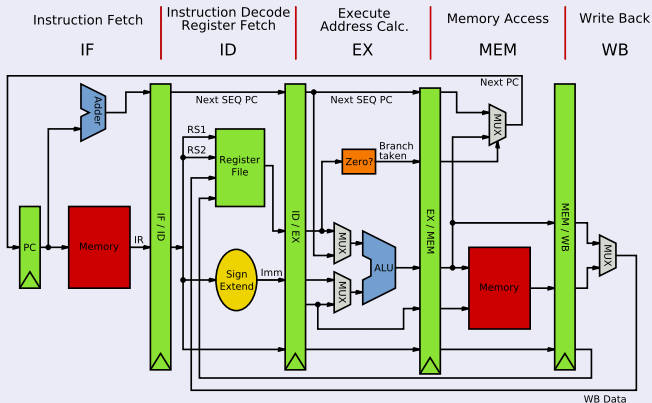 Instruction Fetch
IF
Instruction Decode
Register Fetch
ID
Execute
Address Calc.
EX
Memory Access
MEM
Write Back
WB
Next PC
Adder
Next SEQ PC
Next SEQ PC
MUX
RS1
RS2
Register
File
Zero?
Branch
taken
PC
Memory
IR
IF / ID
ID / EX
MUX
ALU
EX / MEM
MEM / WB
MUX
Sign
Extend
Imm
MUX
Memory
WB Data